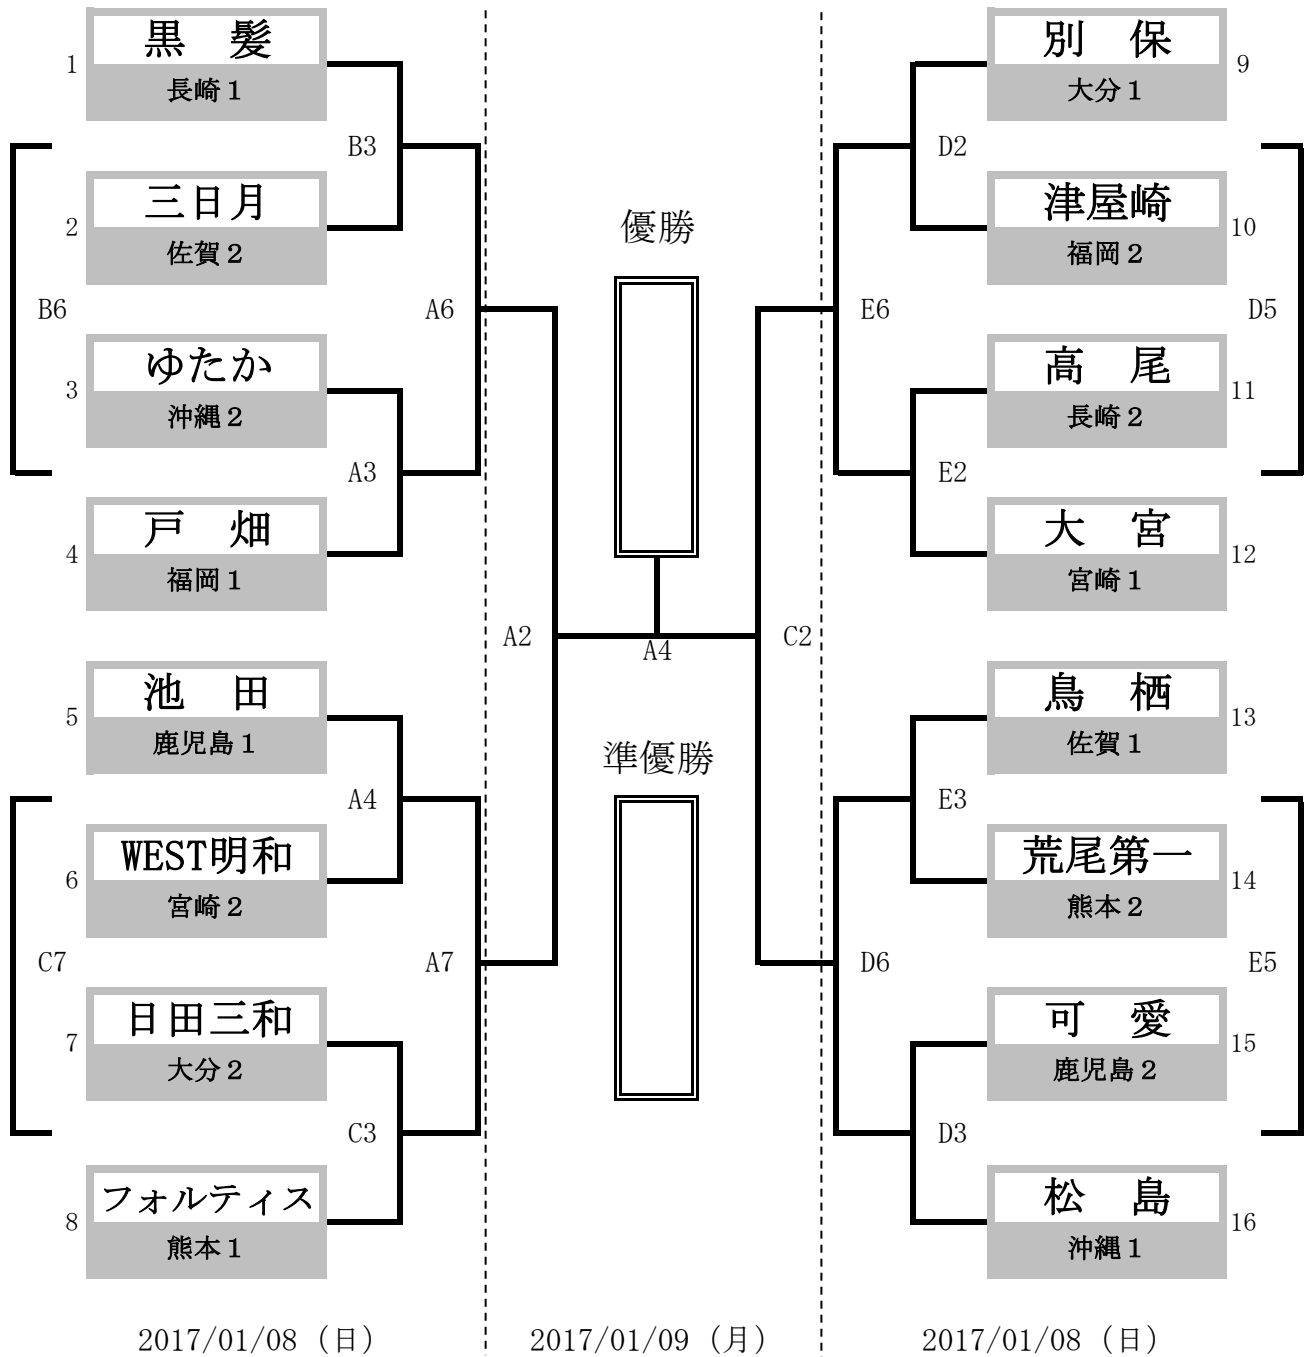 黒　髪
1
長崎１
B3
三日月
2
佐賀２
B6
A6
ゆたか
3
沖縄２
A3
戸　畑
4
福岡１
池　田
5
鹿児島１
A4
WEST明和
6
宮崎２
C7
A7
日田三和
7
大分２
C3
フォルティス
8
熊本１
2017/01/08（日）
優勝
A2
A4
C2
準優勝
2017/01/09（月）
別　保
9
大分１
D2
津屋崎
10
福岡２
E6
D5
高　尾
11
長崎２
E2
大　宮
12
宮崎１
鳥　栖
13
佐賀１
E3
荒尾第一
14
熊本２
D6
E5
可　愛
15
鹿児島２
D3
松　島
16
沖縄１
2017/01/08（日）